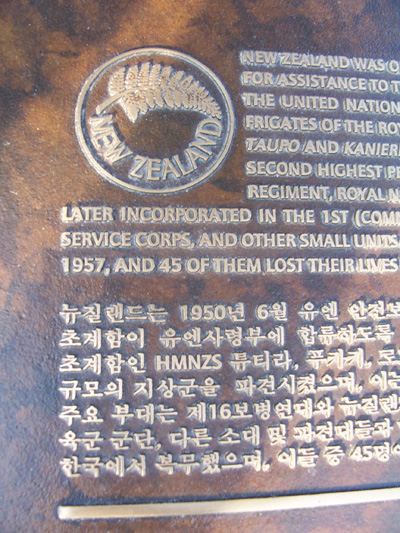 NEW ZEALAND
NEW ZEALAND WAS O
FOR ASSISTANCE TO T
THE UNITED NATION
FRIGATES OF THE ROY
TAUPO AND KANIER
SECOND HIGHEST PE
REGIMENT, ROYAL N
LATER INCORPORATED IN THE 1ST (COM
SERVICE CORPS, AND OTHER SMALL UNITS
1957, AND 45 OF THEM LOST THEIR LIVES
뉴질랜드는 1950년 6월 유엔 안전보
초계함이 유엔사령부에 합류하도록
초계함인 HMNZS 튜티라, 푸카키, 로
규모의 지상군을 파견시켰으며, 이는
주요 부대는 제16포병연대와 뉴질랜
육군 군단, 다른 소대 및 파견대들과
한국에서 복무했으며, 이들 중 45명이